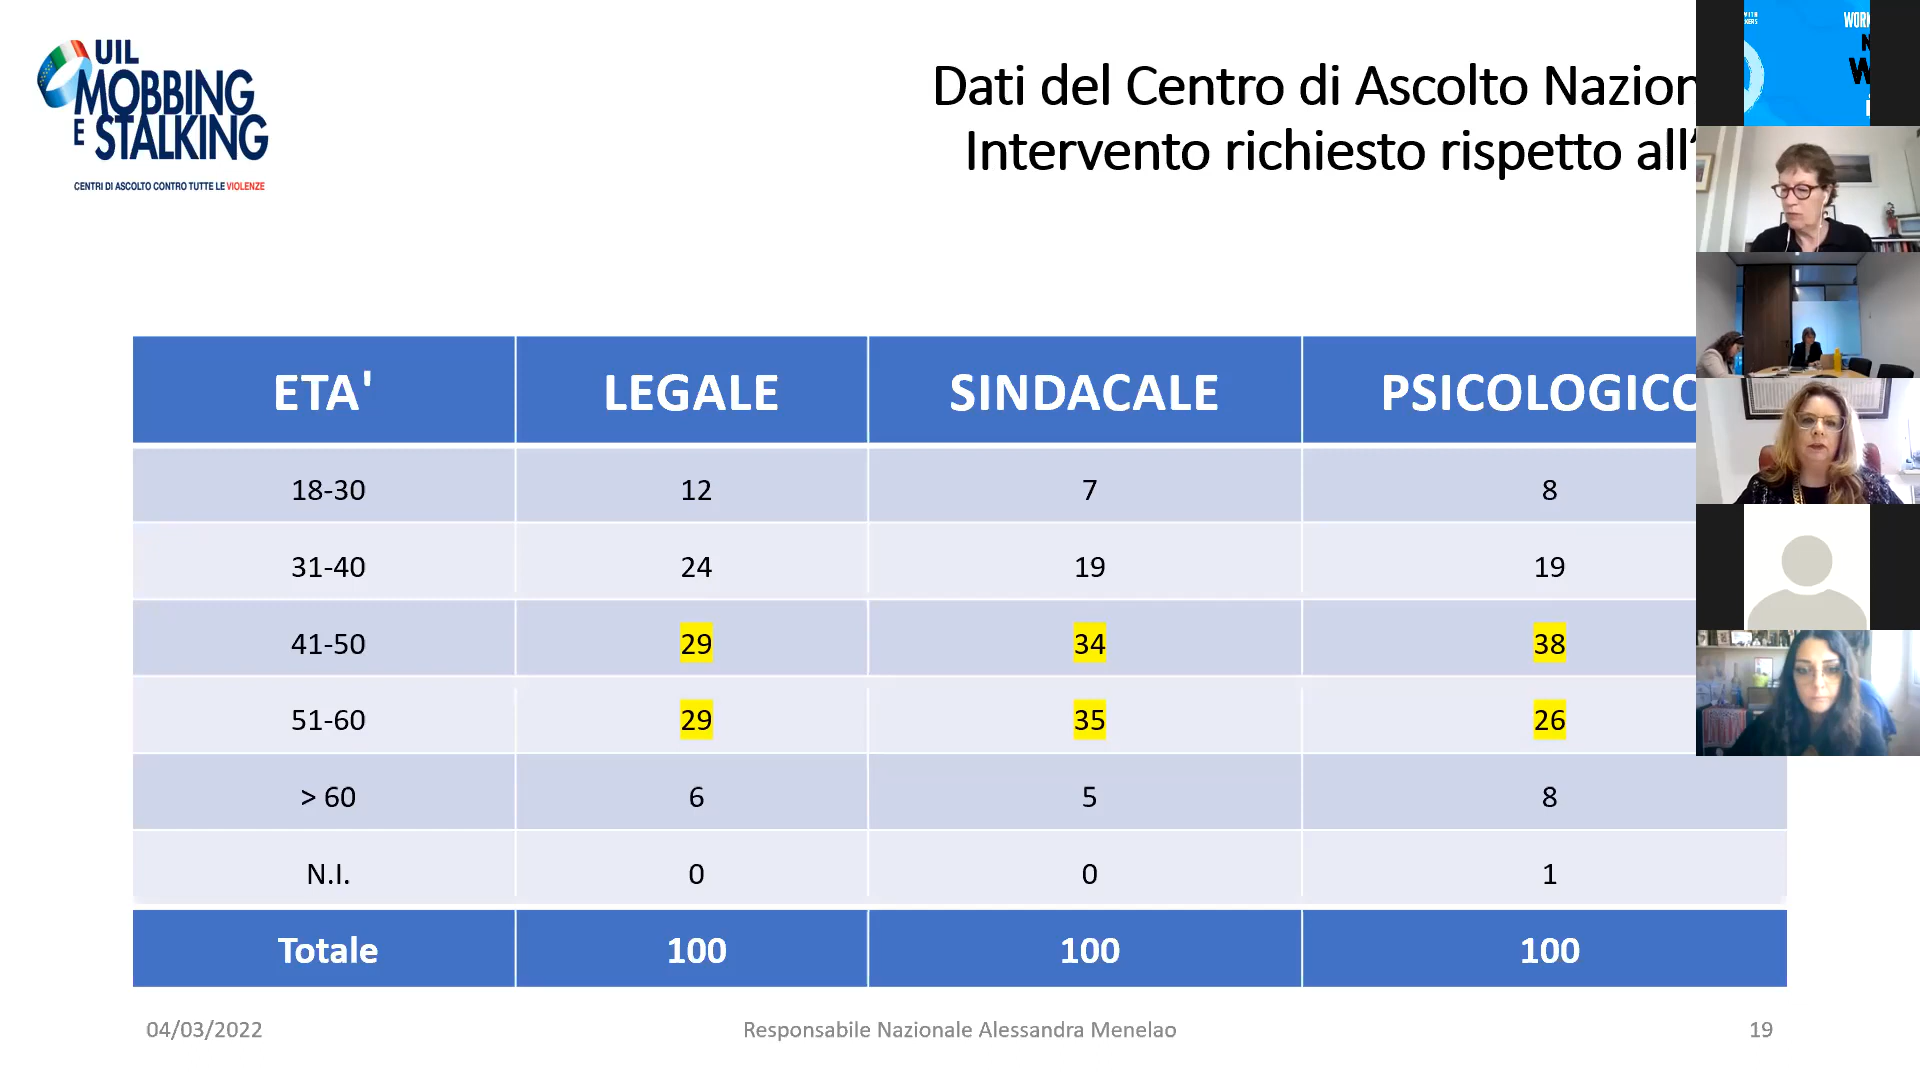 UIL
MOBBING
E STALKING
CENTRI DI ASCOLTO CONTRO TUTTE LE VIOLENZE
Dati del Centro di Ascolto Nazion
Intervento richiesto rispetto all'
ETA' LEGALE SINDACALE PSICOLOGICO
18-30 12 7 8
31-40 24 19 19
41-50 29 34 38
51-60 29 35 26
> 60 6 5 8
N.I. 0 0 1
Totale 100 100 100
04/03/2022 Responsabile Nazionale Alessandra Menelao 19